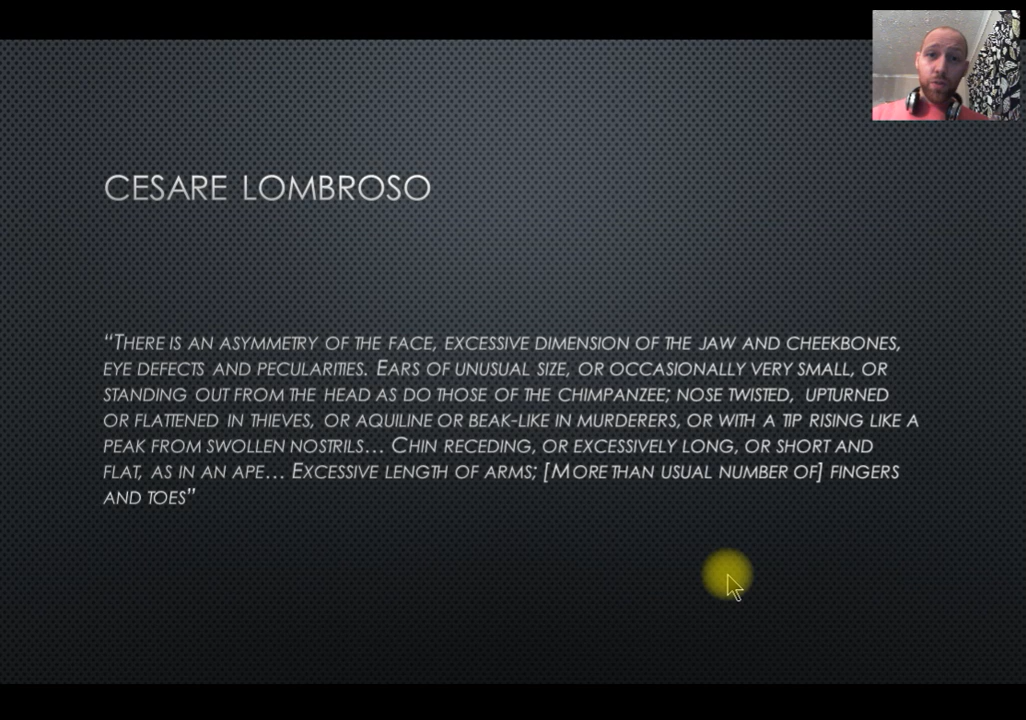 CESARE LOMBROSO
“THERE IS AN ASYMMETRY OF THE FACE, EXCESSIVE DIMENSION OF THE JAW AND CHEEKBONES,
EYE DEFECTS AND PECULARITIES. EARS OF UNUSUAL SIZE, OR OCCASIONALLY VERY SMALL, OR
STANDING OUT FROM THE HEAD AS DO THOSE OF THE CHIMPANZEE; NOSE TWISTED, UPTURNED
OR FLATTENED IN THIEVES, OR AQUILINE OR BEAK-LIKE IN MURDERERS, OR WITH A TIP RISING LIKE A
PEAK FROM SWOLLEN NOSTRILS… CHIN RECEDING, OR EXCESSIVELY LONG, OR SHORT AND
FLAT, AS IN AN APE… EXCESSIVE LENGTH OF ARMS; [MORE THAN USUAL NUMBER OF] FINGERS
AND TOES”